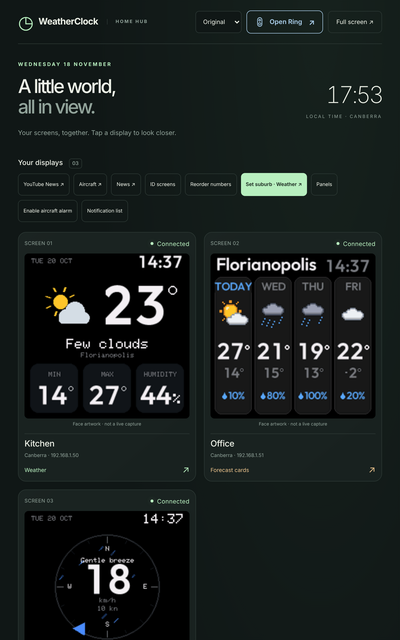 WeatherClock HOME HUB Original Open Ring ↗ Full screen ↗
WEDNESDAY 18 NOVEMBER
A little world,
all in view.
17:53
LOCAL TIME · CANBERRA
Your screens, together. Tap a display to look closer.
Your displays 03
YouTube News ↗ Aircraft ↗ News ↗ ID screens Reorder numbers Set suburb · Weather ↗ Panels
Enable aircraft alarm Notification list
SCREEN 01 Connected
TUE 20 OCT 14:37
23°
Few clouds
Florianopolis
MIN MAX HUMIDITY
14° 27° 44%
Face artwork · not a live capture
Kitchen
Canberra · 192.168.1.50
Weather ↗
SCREEN 02 Connected
Florianopolis 14:37
TODAY WED THU FRI
27° 21° 19° 22°
14° 15° 13° -2°
10% 80% 100% 20%
Face artwork · not a live capture
Office
Canberra · 192.168.1.51
Forecast cards ↗
SCREEN 03 Connected
TUE 20 OCT 14:37
N
Gentle breeze
W 18 E
km/h
10 kn
S